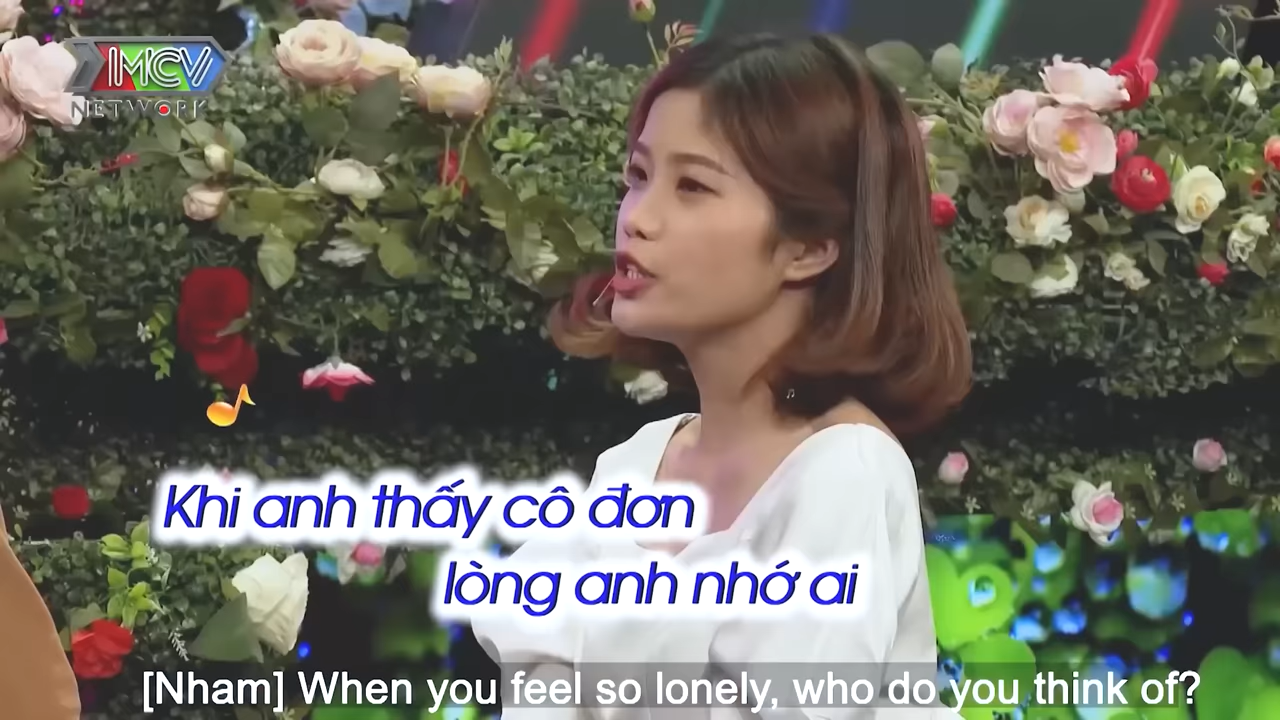 MCV
NETWORK
Khi anh thấy cô đơn
lòng anh nhớ ai
[Nham] When you feel so lonely, who do you think of?